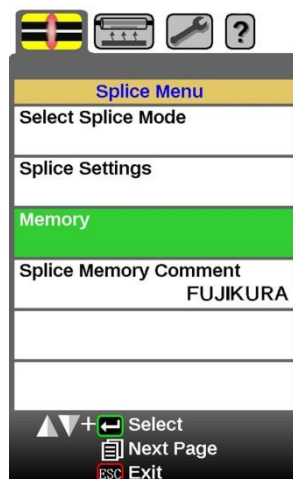 ?
Splice Menu
Select Splice Mode
Splice Settings
Memory
Splice Memory Comment
FUJIKURA
+ Select
Next Page
ESC Exit